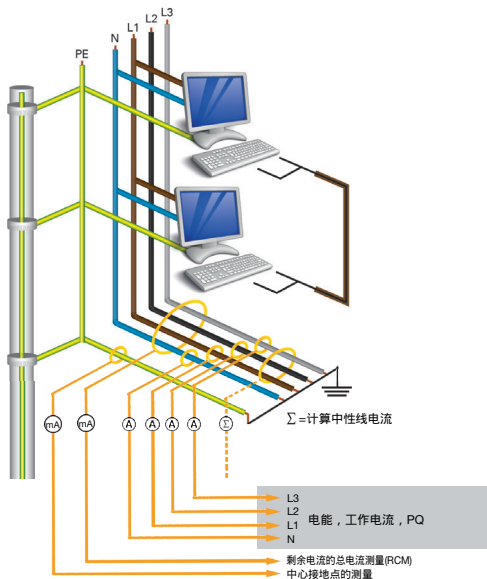 L3
L2
L1
N
PE
Σ=计算中性线电流
mA
mA
A
A
A
A
Σ
L3
L2
L1
N
电能，工作电流，PQ
剩余电流的总电流测量(RCM)
中心接地点的测量